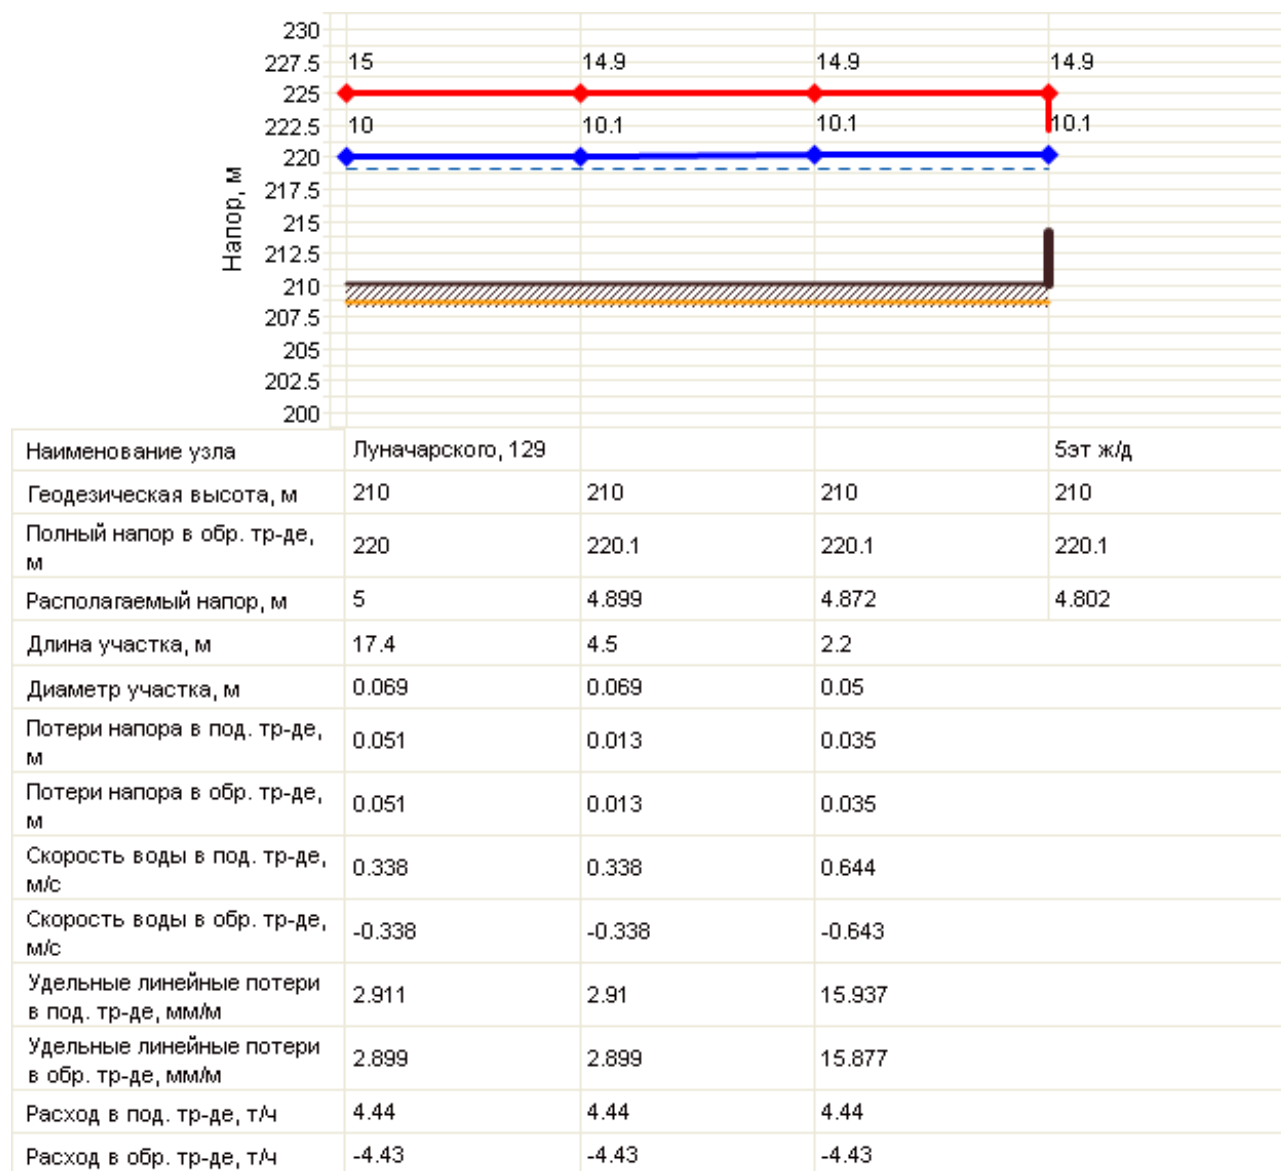 230
227.5 15 14.9 14.9 14.9
225
222.5 10 10.1 10.1 10.1
220
217.5
215
212.5
210
207.5
205
202.5
200
Напор, м
Наименование узла Луначарского, 129 5эт ж/д
Геодезическая высота, м 210 210 210 210
Полный напор в обр. тр-де,
м 220 220.1 220.1 220.1
Располагаемый напор, м 5 4.899 4.872 4.802
Длина участка, м 17.4 4.5 2.2
Диаметр участка, м 0.069 0.069 0.05
Потери напора в под. тр-де,
м 0.051 0.013 0.035
Потери напора в обр. тр-де,
м 0.051 0.013 0.035
Скорость воды в под. тр-де,
м/с 0.338 0.338 0.644
Скорость воды в обр. тр-де,
м/с -0.338 -0.338 -0.643
Удельные линейные потери
в под. тр-де, мм/м 2.911 2.91 15.937
Удельные линейные потери
в обр. тр-де, мм/м 2.899 2.899 15.877
Расход в под. тр-де, т/ч 4.44 4.44 4.44
Расход в обр. тр-де, т/ч -4.43 -4.43 -4.43